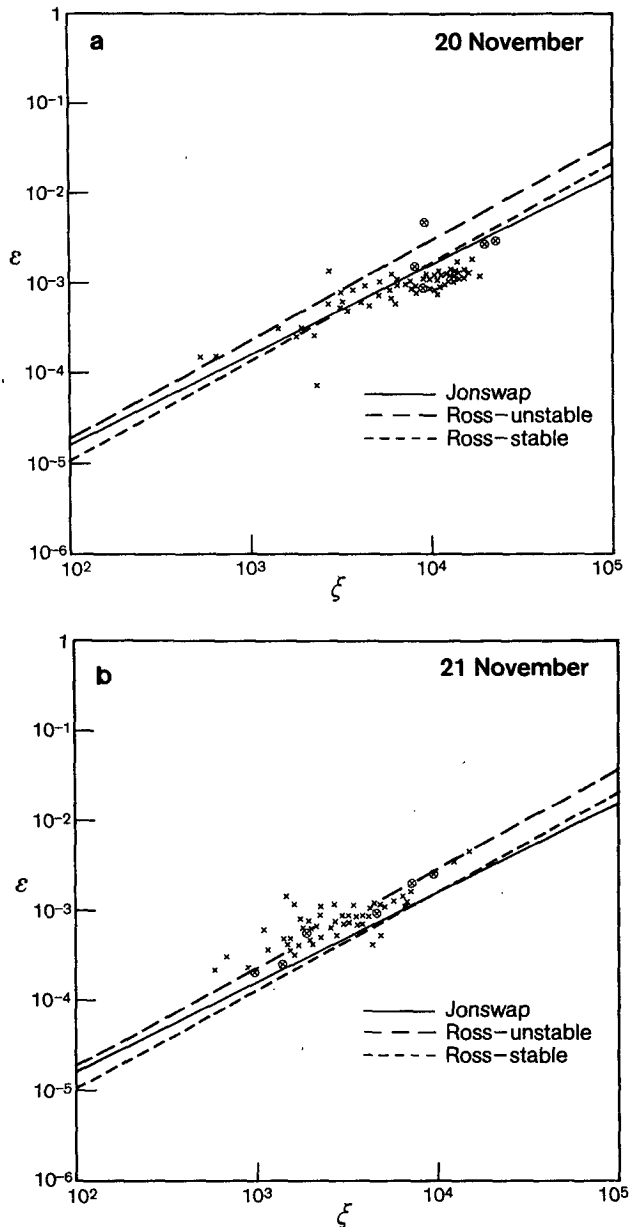 a
20 November
1
10⁻¹
10⁻²
ε
10⁻³
10⁻⁴
10⁻⁵
10⁻⁶
Jonswap
Ross-unstable
Ross-stable
10² 10³ 10⁴ 10⁵
ξ
b
21 November
1
10⁻¹
10⁻²
ε
10⁻³
10⁻⁴
10⁻⁵
10⁻⁶
Jonswap
Ross-unstable
Ross-stable
10² 10³ 10⁴ 10⁵
ξ